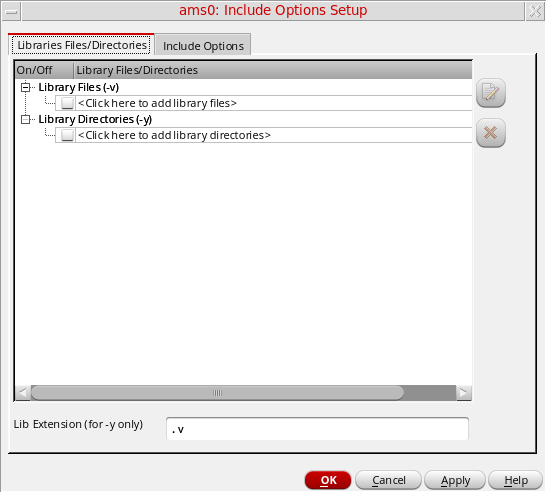 ams0: Include Options Setup
Libraries Files/Directories
Include Options
On/Off Library Files/Directories
Library Files (-v)
<Click here to add library files>
Library Directories (-y)
<Click here to add library directories>
Lib Extension (for -y only) .v
OK Cancel Apply Help